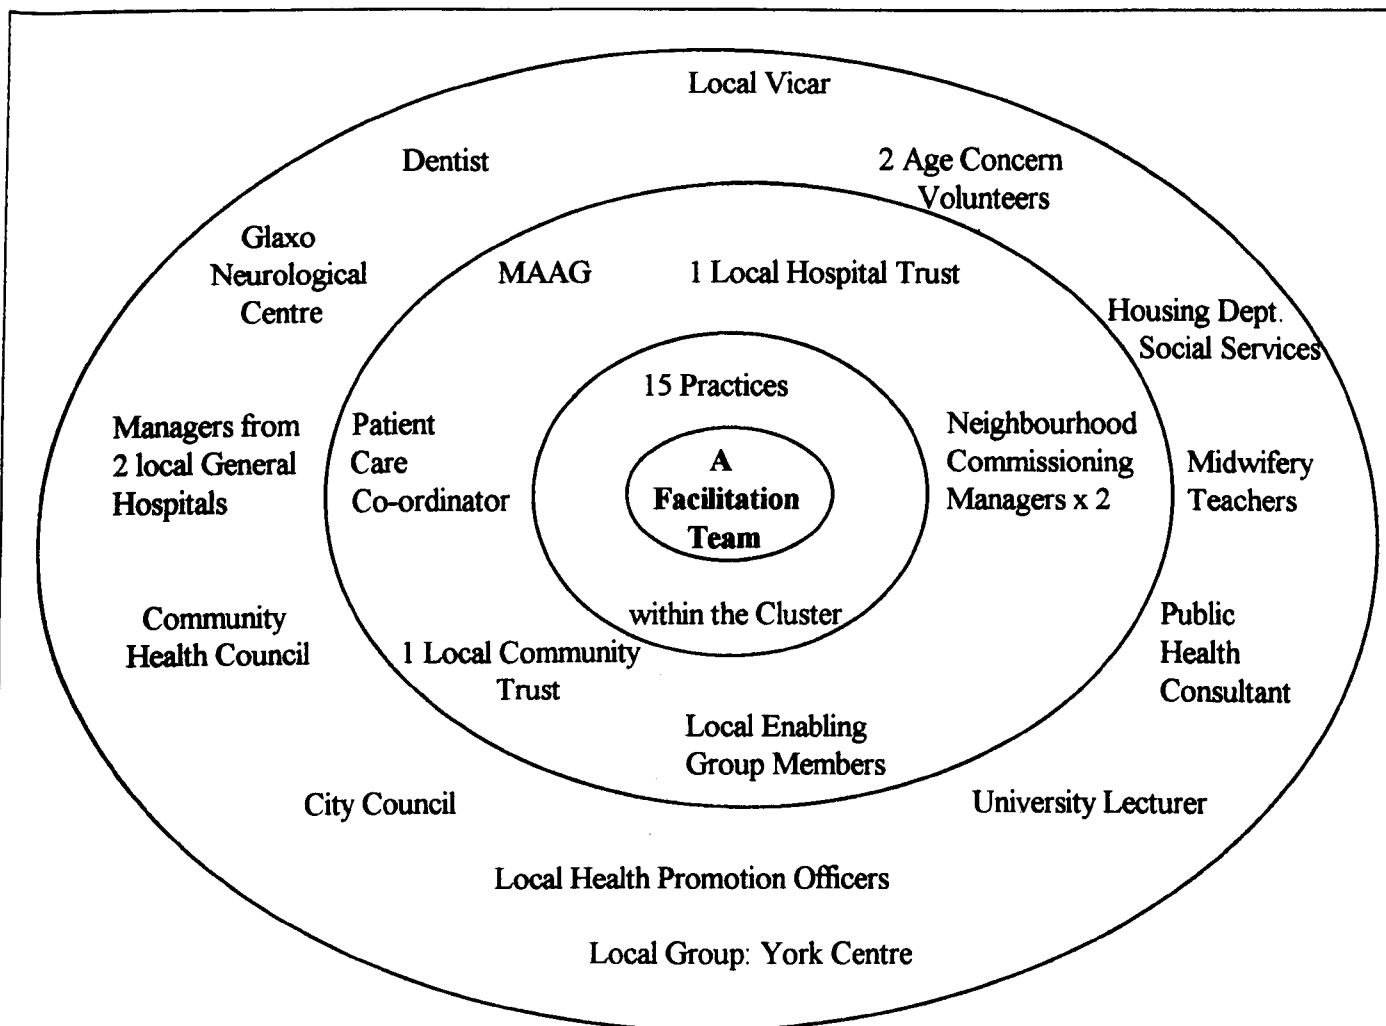 Local Vicar
Dentist
2 Age Concern
Volunteers
Glaxo
Neurological
Centre
MAAG
1 Local Hospital Trust
Housing Dept.
Social Services
15 Practices
Managers from
2 local General
Hospitals
Patient
Care
Co-ordinator
A
Facilitation
Team
Neighbourhood
Commissioning
Managers x 2
Midwifery
Teachers
within the Cluster
Community
Health Council
1 Local Community
Trust
Public
Health
Consultant
Local Enabling
Group Members
City Council
University Lecturer
Local Health Promotion Officers
Local Group: York Centre